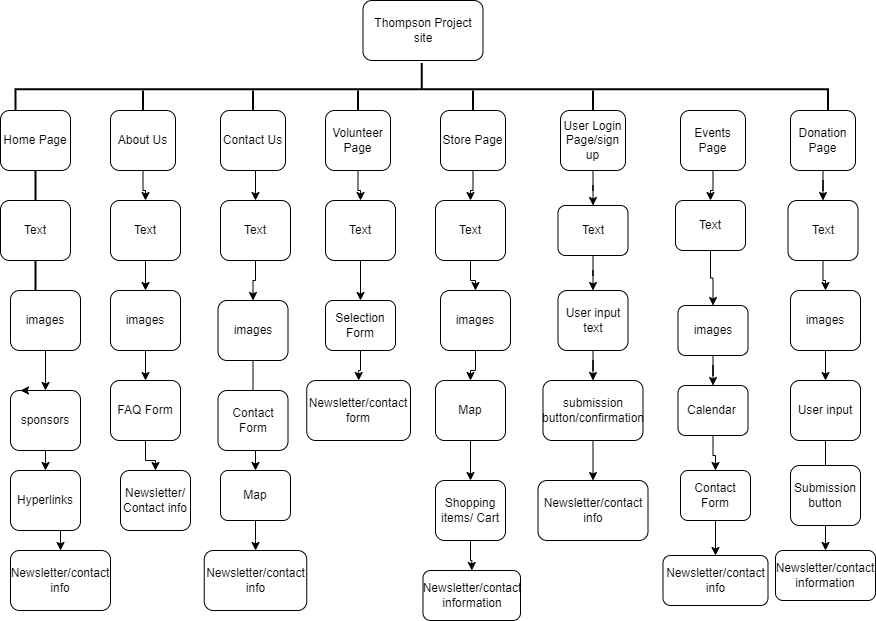 Thompson Project
site
Home Page
About Us
Contact Us
Volunteer
Page
Store Page
User Login
Page/sign
up
Events
Page
Donation
Page
Text
Text
Text
Text
Text
Text
Text
Text
images
images
images
Selection
Form
images
User input
text
images
images
sponsors
FAQ Form
Contact
Form
Newsletter/contact
form
Map
submission
button/confirmation
Calendar
User input
Hyperlinks
Newsletter/
Contact info
Map
Shopping
items/ Cart
Newsletter/contact
info
Contact
Form
Submission
button
Newsletter/contact
info
Newsletter/contact
info
Newsletter/contact
information
Newsletter/contact
info
Newsletter/contact
information